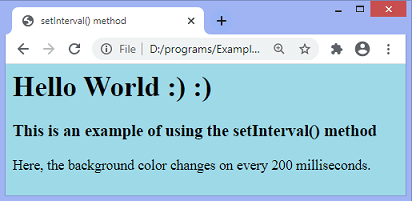 setInterval() method
File D:/programs/Exampl...
Hello World :) :)
This is an example of using the setInterval() method
Here, the background color changes on every 200 milliseconds.